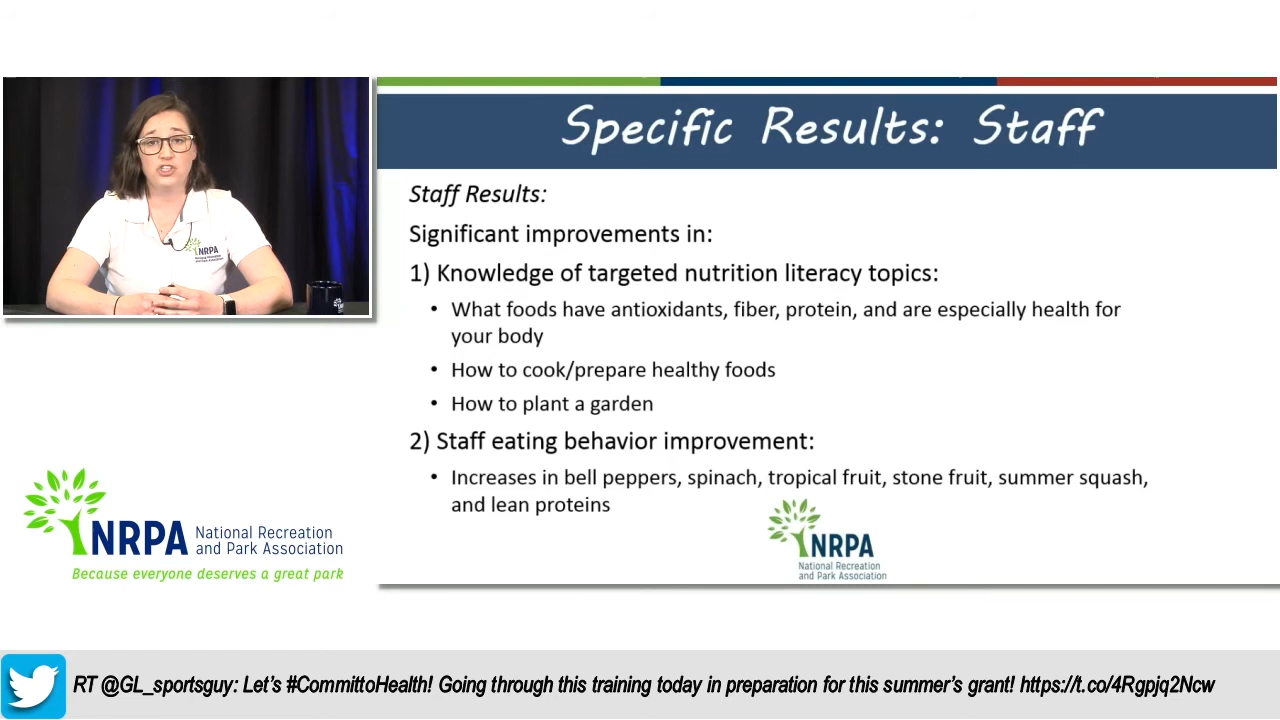 Specific Results: Staff
Staff Results:
Significant improvements in:
1) Knowledge of targeted nutrition literacy topics:
• What foods have antioxidants, fiber, protein, and are especially health for
your body
• How to cook/prepare healthy foods
• How to plant a garden
2) Staff eating behavior improvement:
• Increases in bell peppers, spinach, tropical fruit, stone fruit, summer squash,
and lean proteins
NRPA
National Recreation
and Park Association
NRPA
NRPA National Recreation
and Park Association
Because everyone deserves a great park
RT @GL_sportsguy: Let's #CommittoHealth! Going through this training today in preparation for this summer's grant! https://t.co/4Rgpjq2Ncw